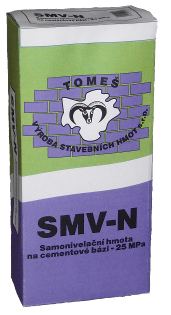 TOMEŠ
VÝROBA STAVEBNÍCH HMOT s.r.o.
SMV-N
Samonivelační hmota
na cementové bázi - 25 MPa
SMV-N